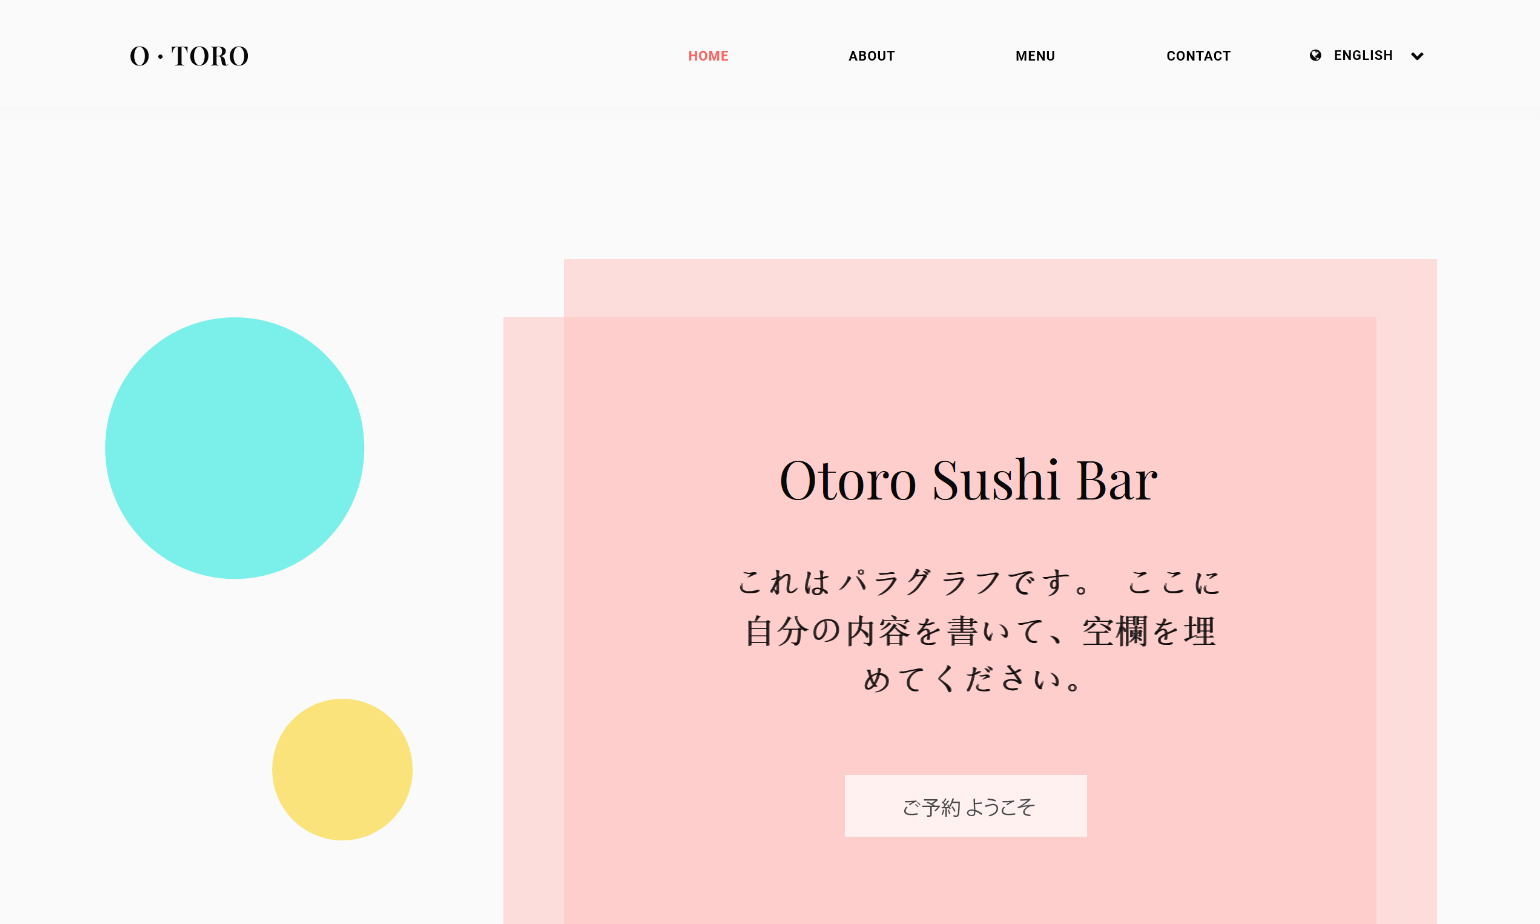 O · TORO
HOME
ABOUT
MENU
CONTACT
ENGLISH
Otoro Sushi Bar
これはパラグラフです。 ここに
自分の内容を書いて、空欄を埋
めてください。
ご予約 ようこそ